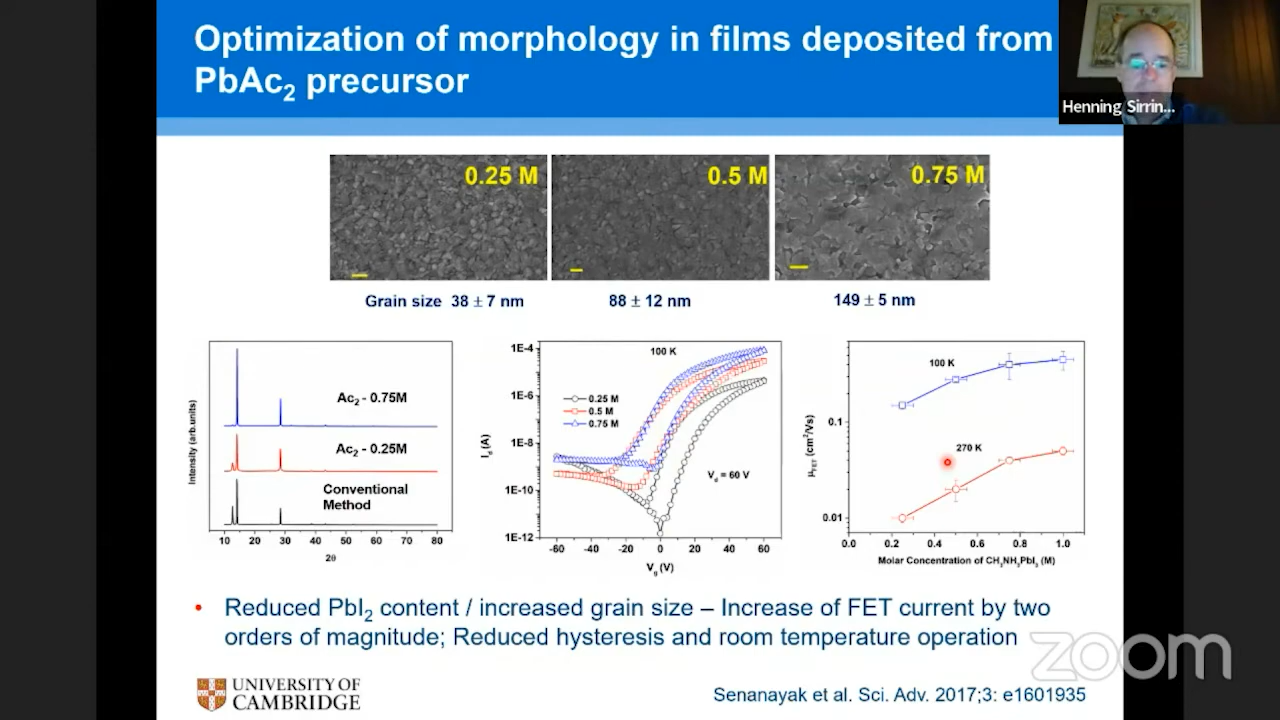 Optimization of morphology in films deposited from
PbAc₂ precursor
Henning Sirrin...
0.25 M
0.5 M
0.75 M
Grain size 38 ± 7 nm
88 ± 12 nm
149 ± 5 nm
Intensity (arb.units)
Ac₂ - 0.75M
Ac₂ - 0.25M
Conventional
Method
10 20 30 40 50 60 70 80
2θ
1E-4
1E-6
1E-8
1E-10
1E-12
I_d (A)
100 K
0.25 M
0.5 M
0.75 M
V_d = 60 V
-60 -40 -20 0 20 40 60
V_g (V)
μ_FET (cm²/Vs)
0.1
0.01
100 K
270 K
0.0 0.2 0.4 0.6 0.8 1.0
Molar Concentration of CH₃NH₃PbI₃ (M)
• Reduced PbI₂ content / increased grain size – Increase of FET current by two
orders of magnitude; Reduced hysteresis and room temperature operation
zoom
UNIVERSITY OF
CAMBRIDGE
Senanayak et al. Sci. Adv. 2017;3: e1601935